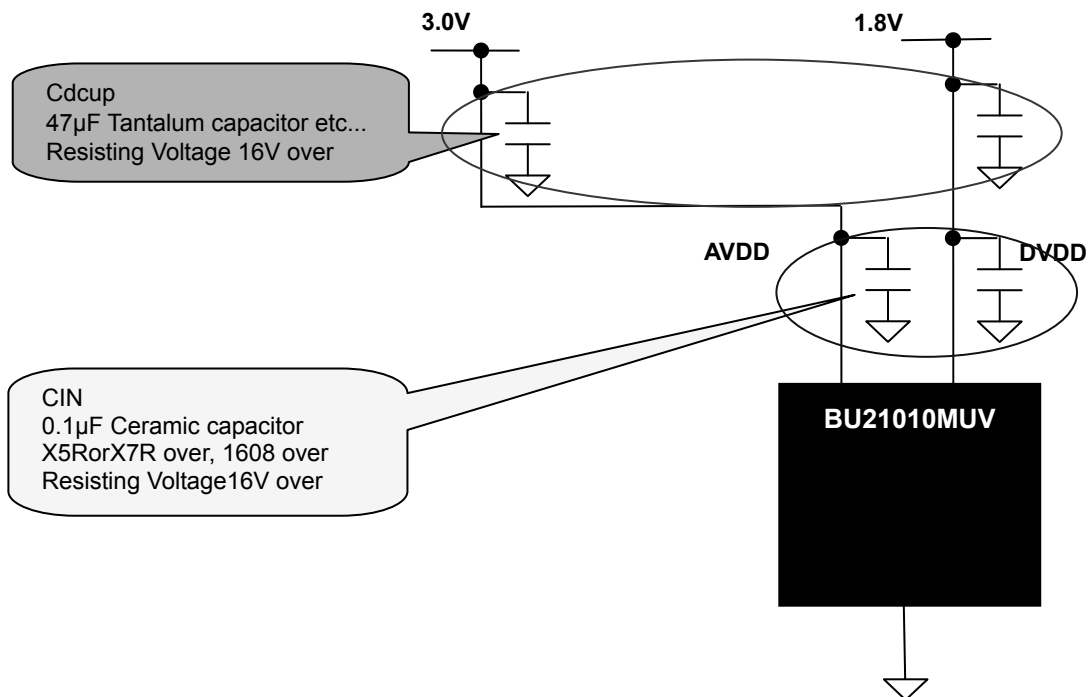 3.0V
1.8V
Cdcup
47µF Tantalum capacitor etc...
Resisting Voltage 16V over
AVDD
DVDD
CIN
0.1µF Ceramic capacitor
X5RorX7R over, 1608 over
Resisting Voltage16V over
BU21010MUV